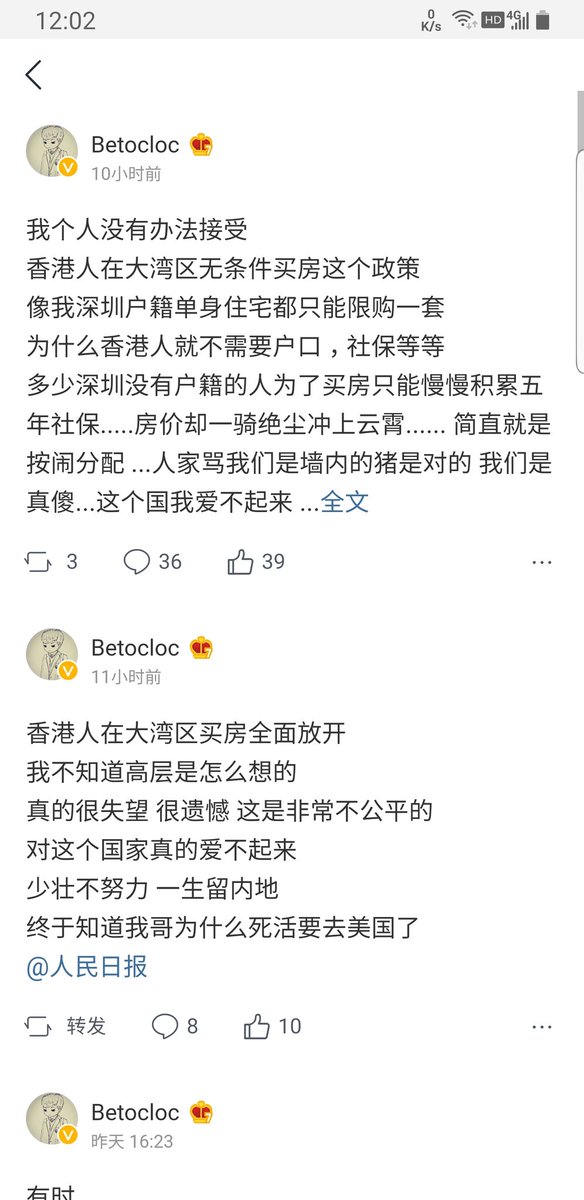 12:02
0 K/s HD 4G
Betocloc
10小时前
我个人没有办法接受
香港人在大湾区无条件买房这个政策
像我深圳户籍单身住宅都只能限购一套
为什么香港人就不需要户口，社保等等
多少深圳没有户籍的人为了买房只能慢慢积累五
年社保.....房价却一骑绝尘冲上云霄...... 简直就是
按闹分配 ...人家骂我们是墙内的猪是对的 我们是
真傻...这个国我爱不起来 ...全文
3 36 39
Betocloc
11小时前
香港人在大湾区买房全面放开
我不知道高层是怎么想的
真的很失望 很遗憾 这是非常不公平的
对这个国家真的爱不起来
少壮不努力 一生留内地
终于知道我哥为什么死活要去美国了
@人民日报
转发 8 10
Betocloc
昨天 16:23
有时